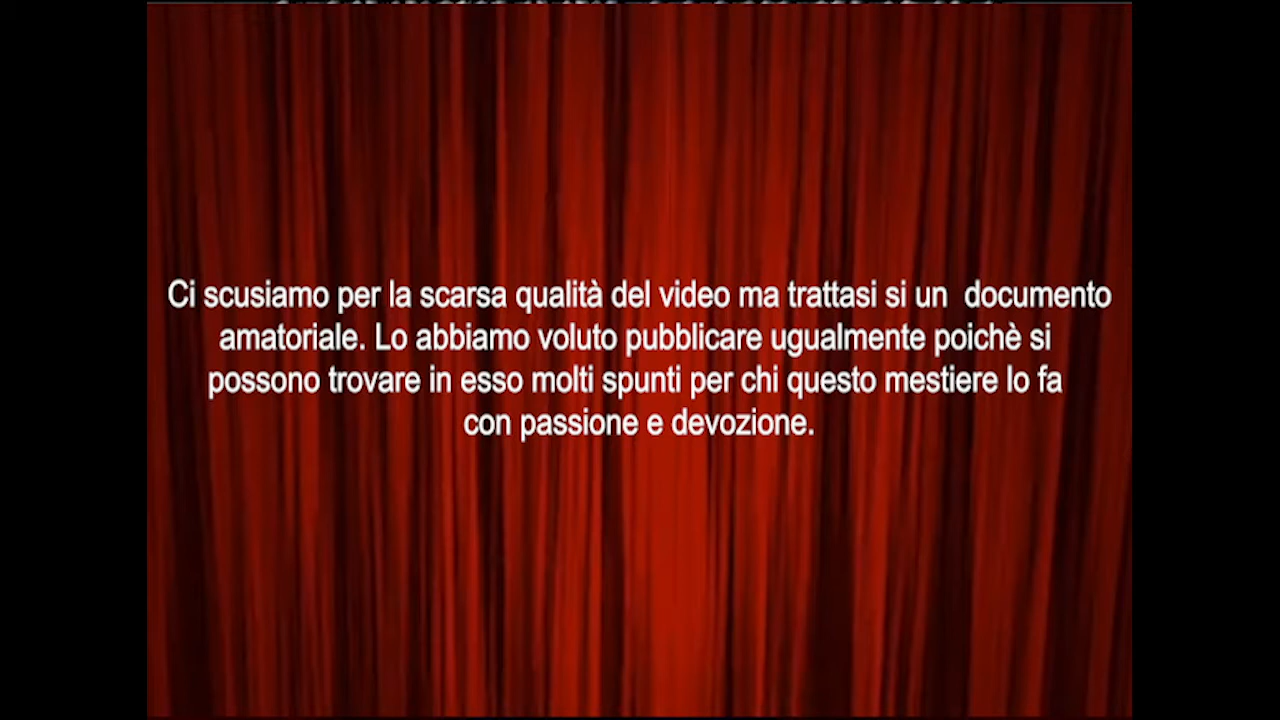 Ci scusiamo per la scarsa qualità del video ma trattasi si un  documento
amatoriale. Lo abbiamo voluto pubblicare ugualmente poichè si
possono trovare in esso molti spunti per chi questo mestiere lo fa
con passione e devozione.